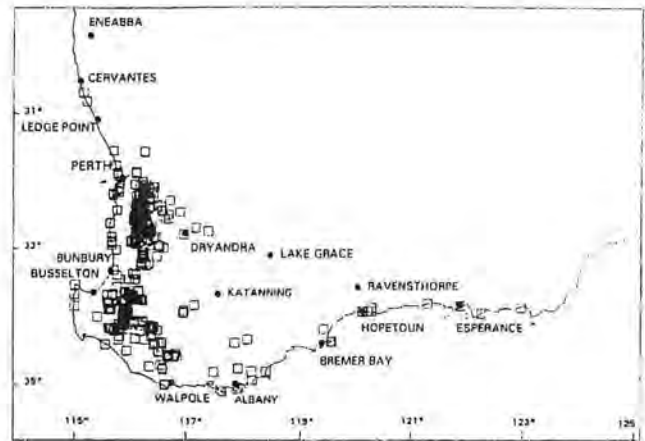 ENEABBA
CERVANTES
31°
LEDGE POINT
PERTH
33°
DRYANDRA
BUNBURY
LAKE GRACE
BUSSELTON
KATANNING
RAVENSTHORPE
HOPETOUN
ESPERANCE
BREMER BAY
35°
WALPOLE
ALBANY
115°
117°
119°
121°
123°
125